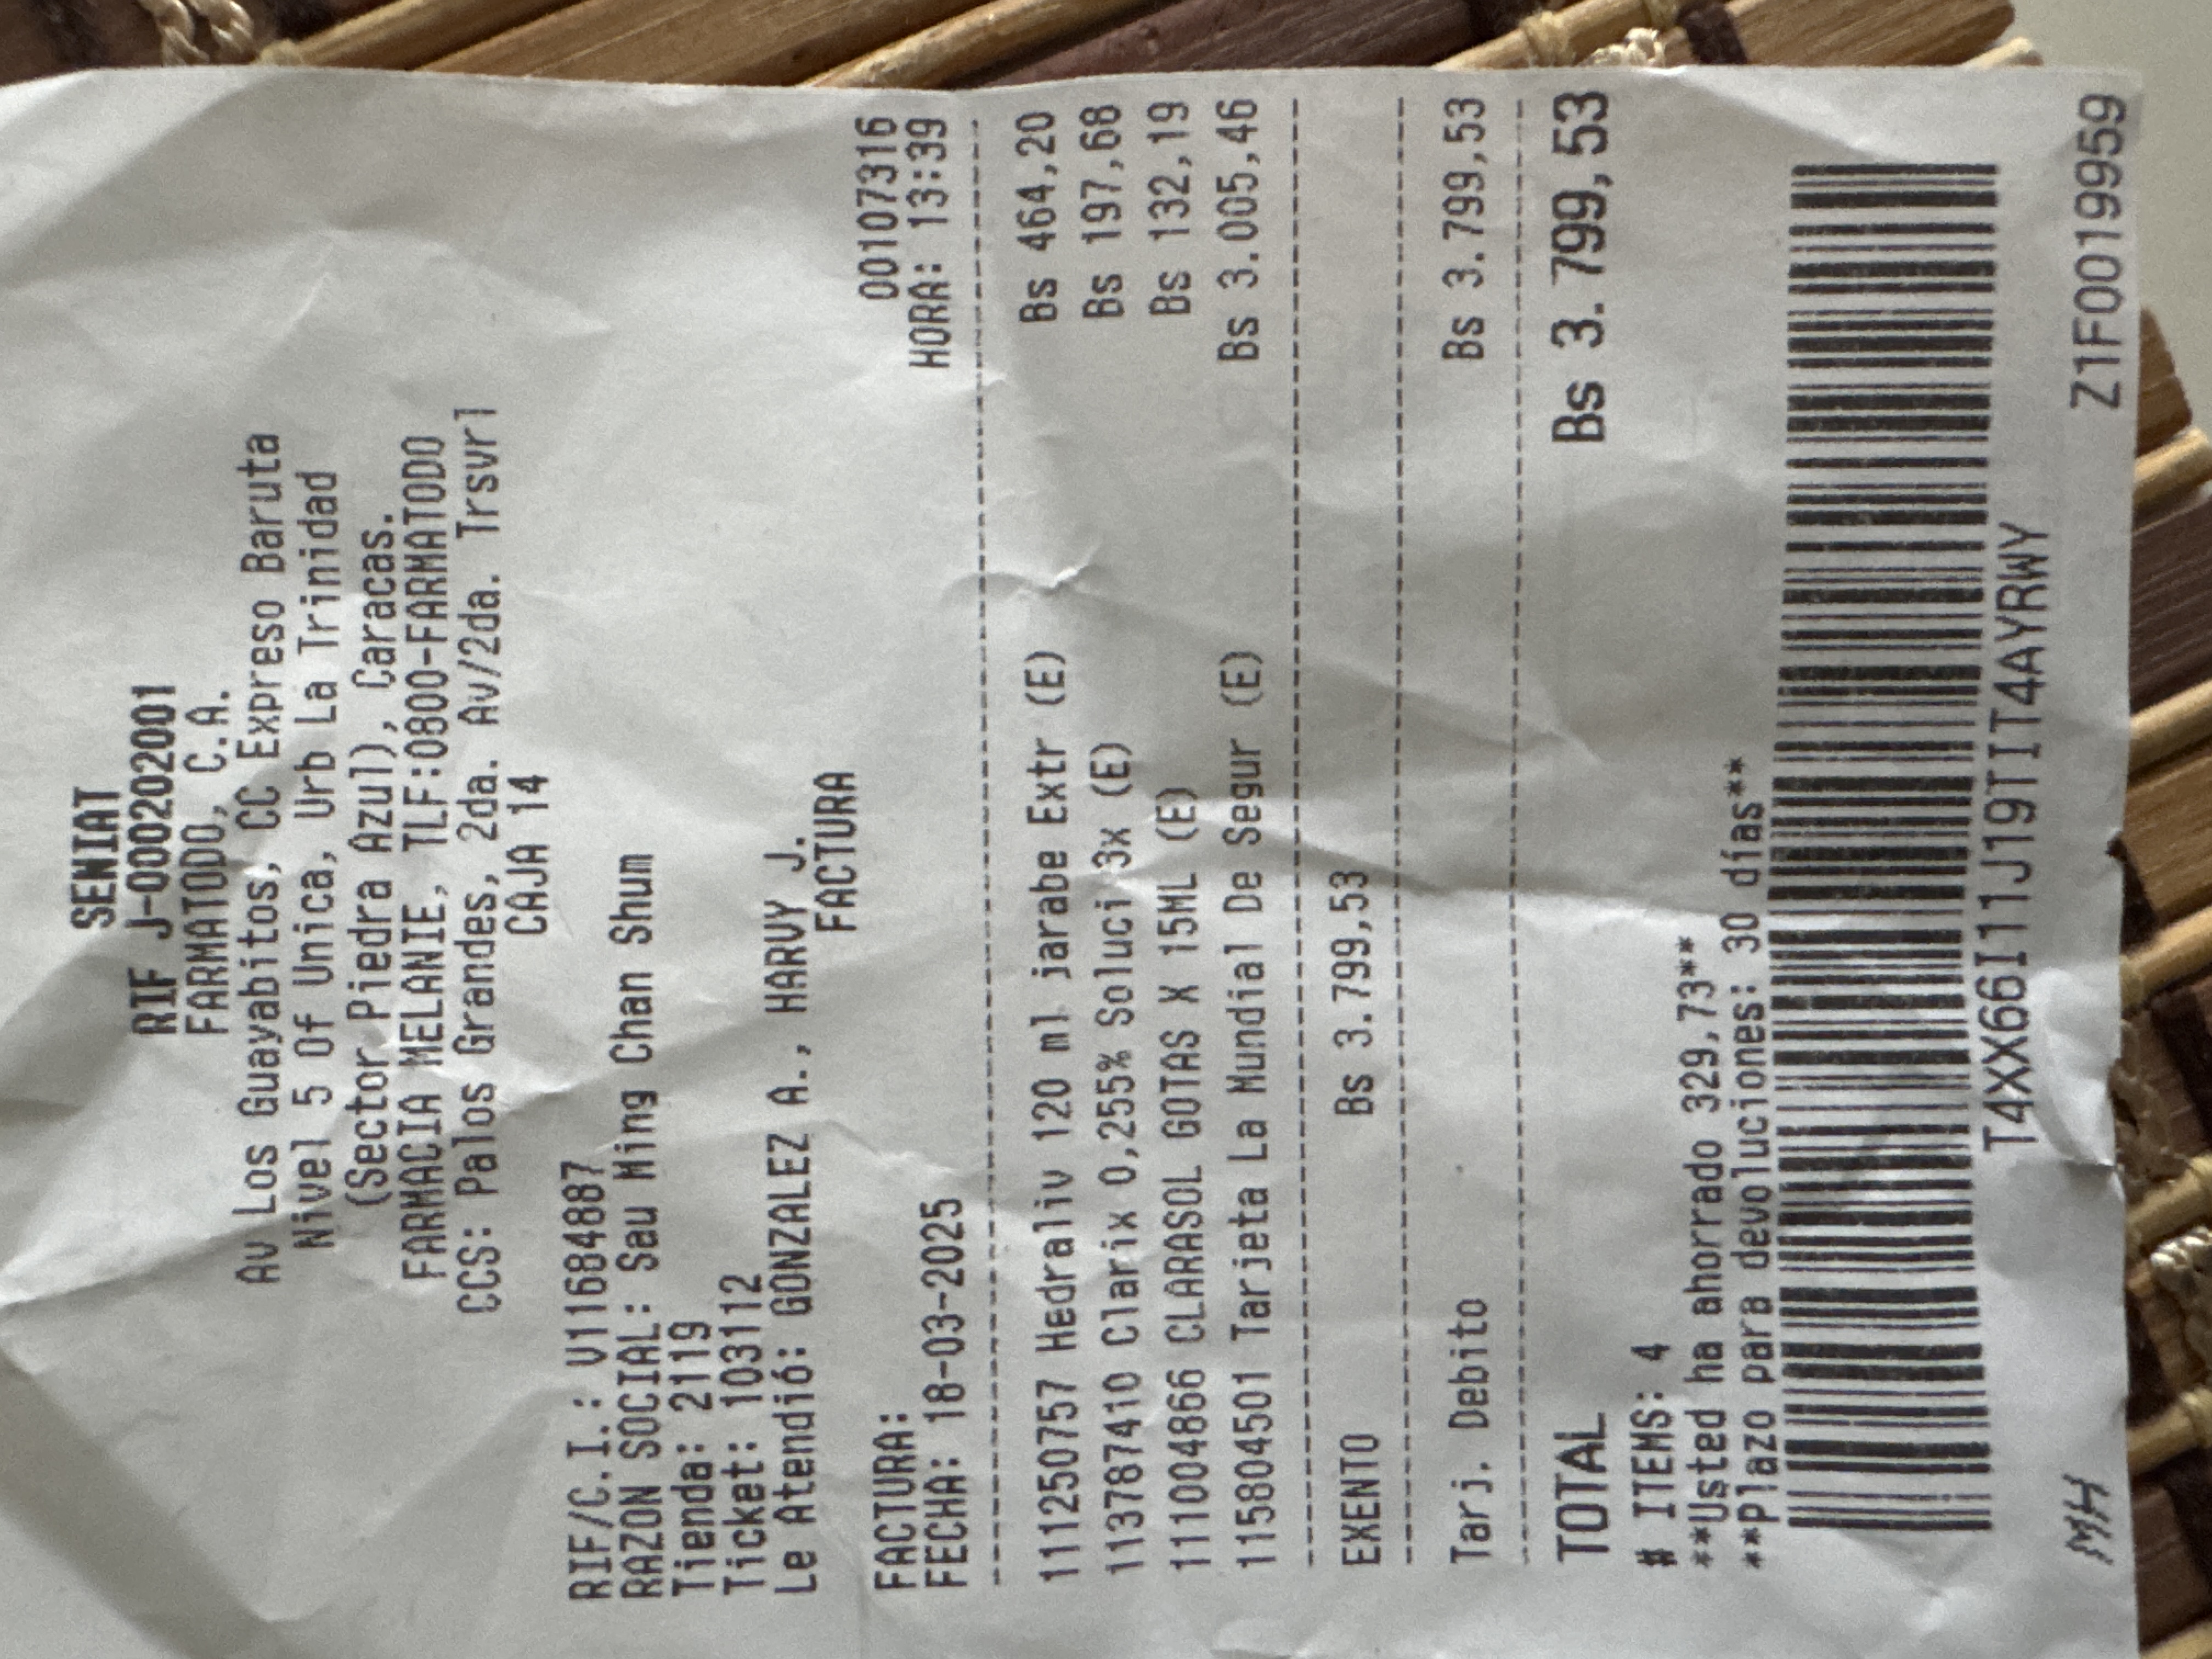 SENIAT
RIF J-000202001
FARMATODO, C.A.
Av Los Guayabitos, CC Expreso Baruta
Nivel 5 Of Unica, Urb La Trinidad
(Sector Piedra Azul), Caracas.
FARMACIA MELANIE, TLF:0800-FARMATODO
CCS: Palos Grandes, 2da. Av/2da. Trsvrl
CAJA 14
RIF/C.I.: V11684887
RAZON SOCIAL: Sau Ming Chan Shum
Tienda: 2119
Ticket: 103112
Le Atendió: GONZALEZ A., HARVY J.
FACTURA
FACTURA: 00107316
FECHA: 18-03-2025 HORA: 13:39
111250757 Hedraliv 120 ml jarabe Extr (E) Bs 464,20
113787410 Clarix 0,255% Soluci 3x (E) Bs 197,68
111004866 CLARASOL GOTAS X 15ML (E) Bs 132,19
115804501 Tarjeta La Mundial De Segur (E) Bs 3.005,46
EXENTO Bs 3.799,53
Tarj. Debito Bs 3.799,53
TOTAL Bs 3.799,53
# ITEMS: 4
**Usted ha ahorrado 329,73**
**Plazo para devoluciones: 30 días**
T4XX66I11J19TIT4AYRWY
MH Z1F0019959